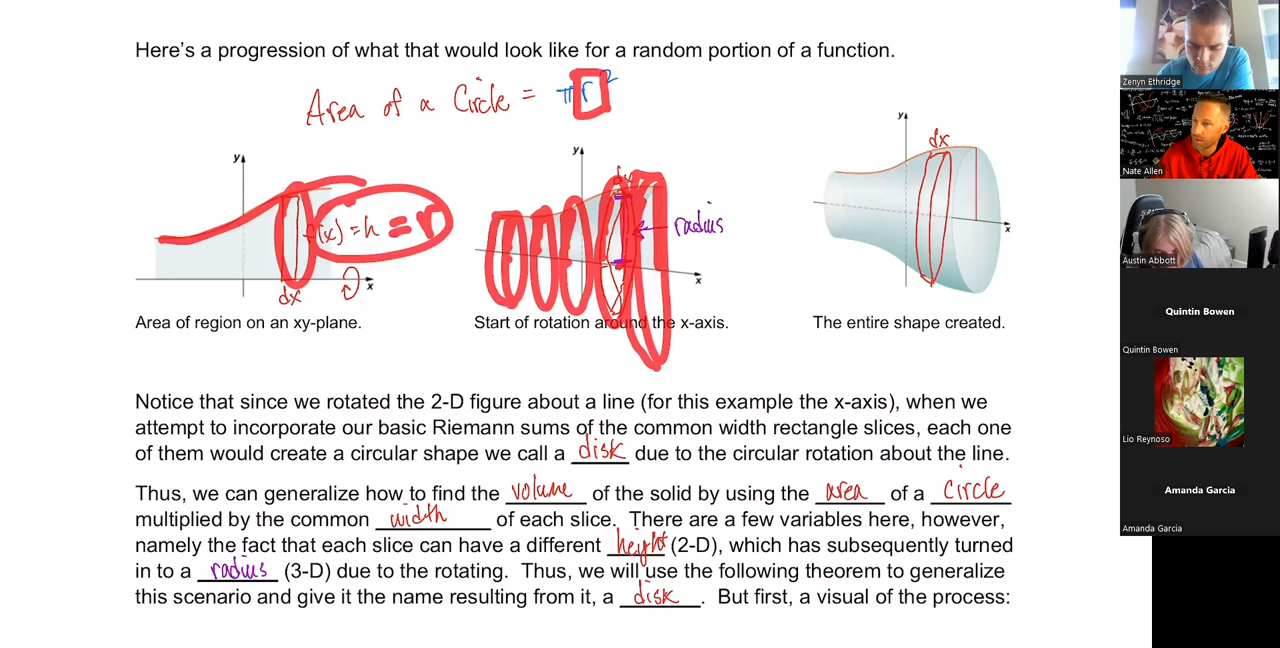 Here's a progression of what that would look like for a random portion of a function.
Area of a Circle = πr²
y
f(x) = h = r
dx
x
Area of region on an xy-plane.
y
dx
radius
x
Start of rotation around the x-axis.
y
dx
x
The entire shape created.
Notice that since we rotated the 2-D figure about a line (for this example the x-axis), when we
attempt to incorporate our basic Riemann sums of the common width rectangle slices, each one
of them would create a circular shape we call a disk due to the circular rotation about the line.
Thus, we can generalize how to find the volume of the solid by using the area of a circle
multiplied by the common width of each slice. There are a few variables here, however,
namely the fact that each slice can have a different height (2-D), which has subsequently turned
in to a radius (3-D) due to the rotating. Thus, we will use the following theorem to generalize
this scenario and give it the name resulting from it, a disk. But first, a visual of the process:
Zenyn Ethridge
Nate Allen
Austin Abbott
Quintin Bowen
Quintin Bowen
Lio Reynoso
Amanda Garcia
Amanda Garcia